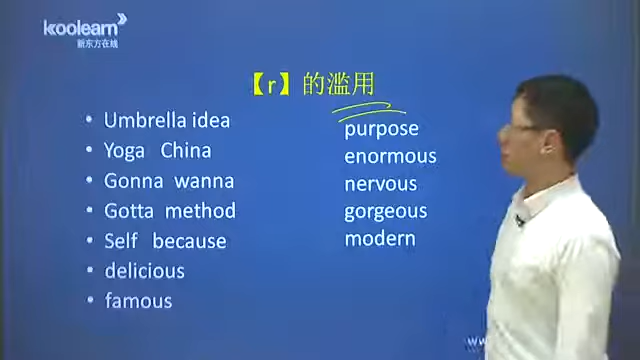 koolearn
新东方在线
【r】的滥用
• Umbrella idea
• Yoga China
• Gonna wanna
• Gotta method
• Self because
• delicious
• famous
purpose
enormous
nervous
gorgeous
modern
ww